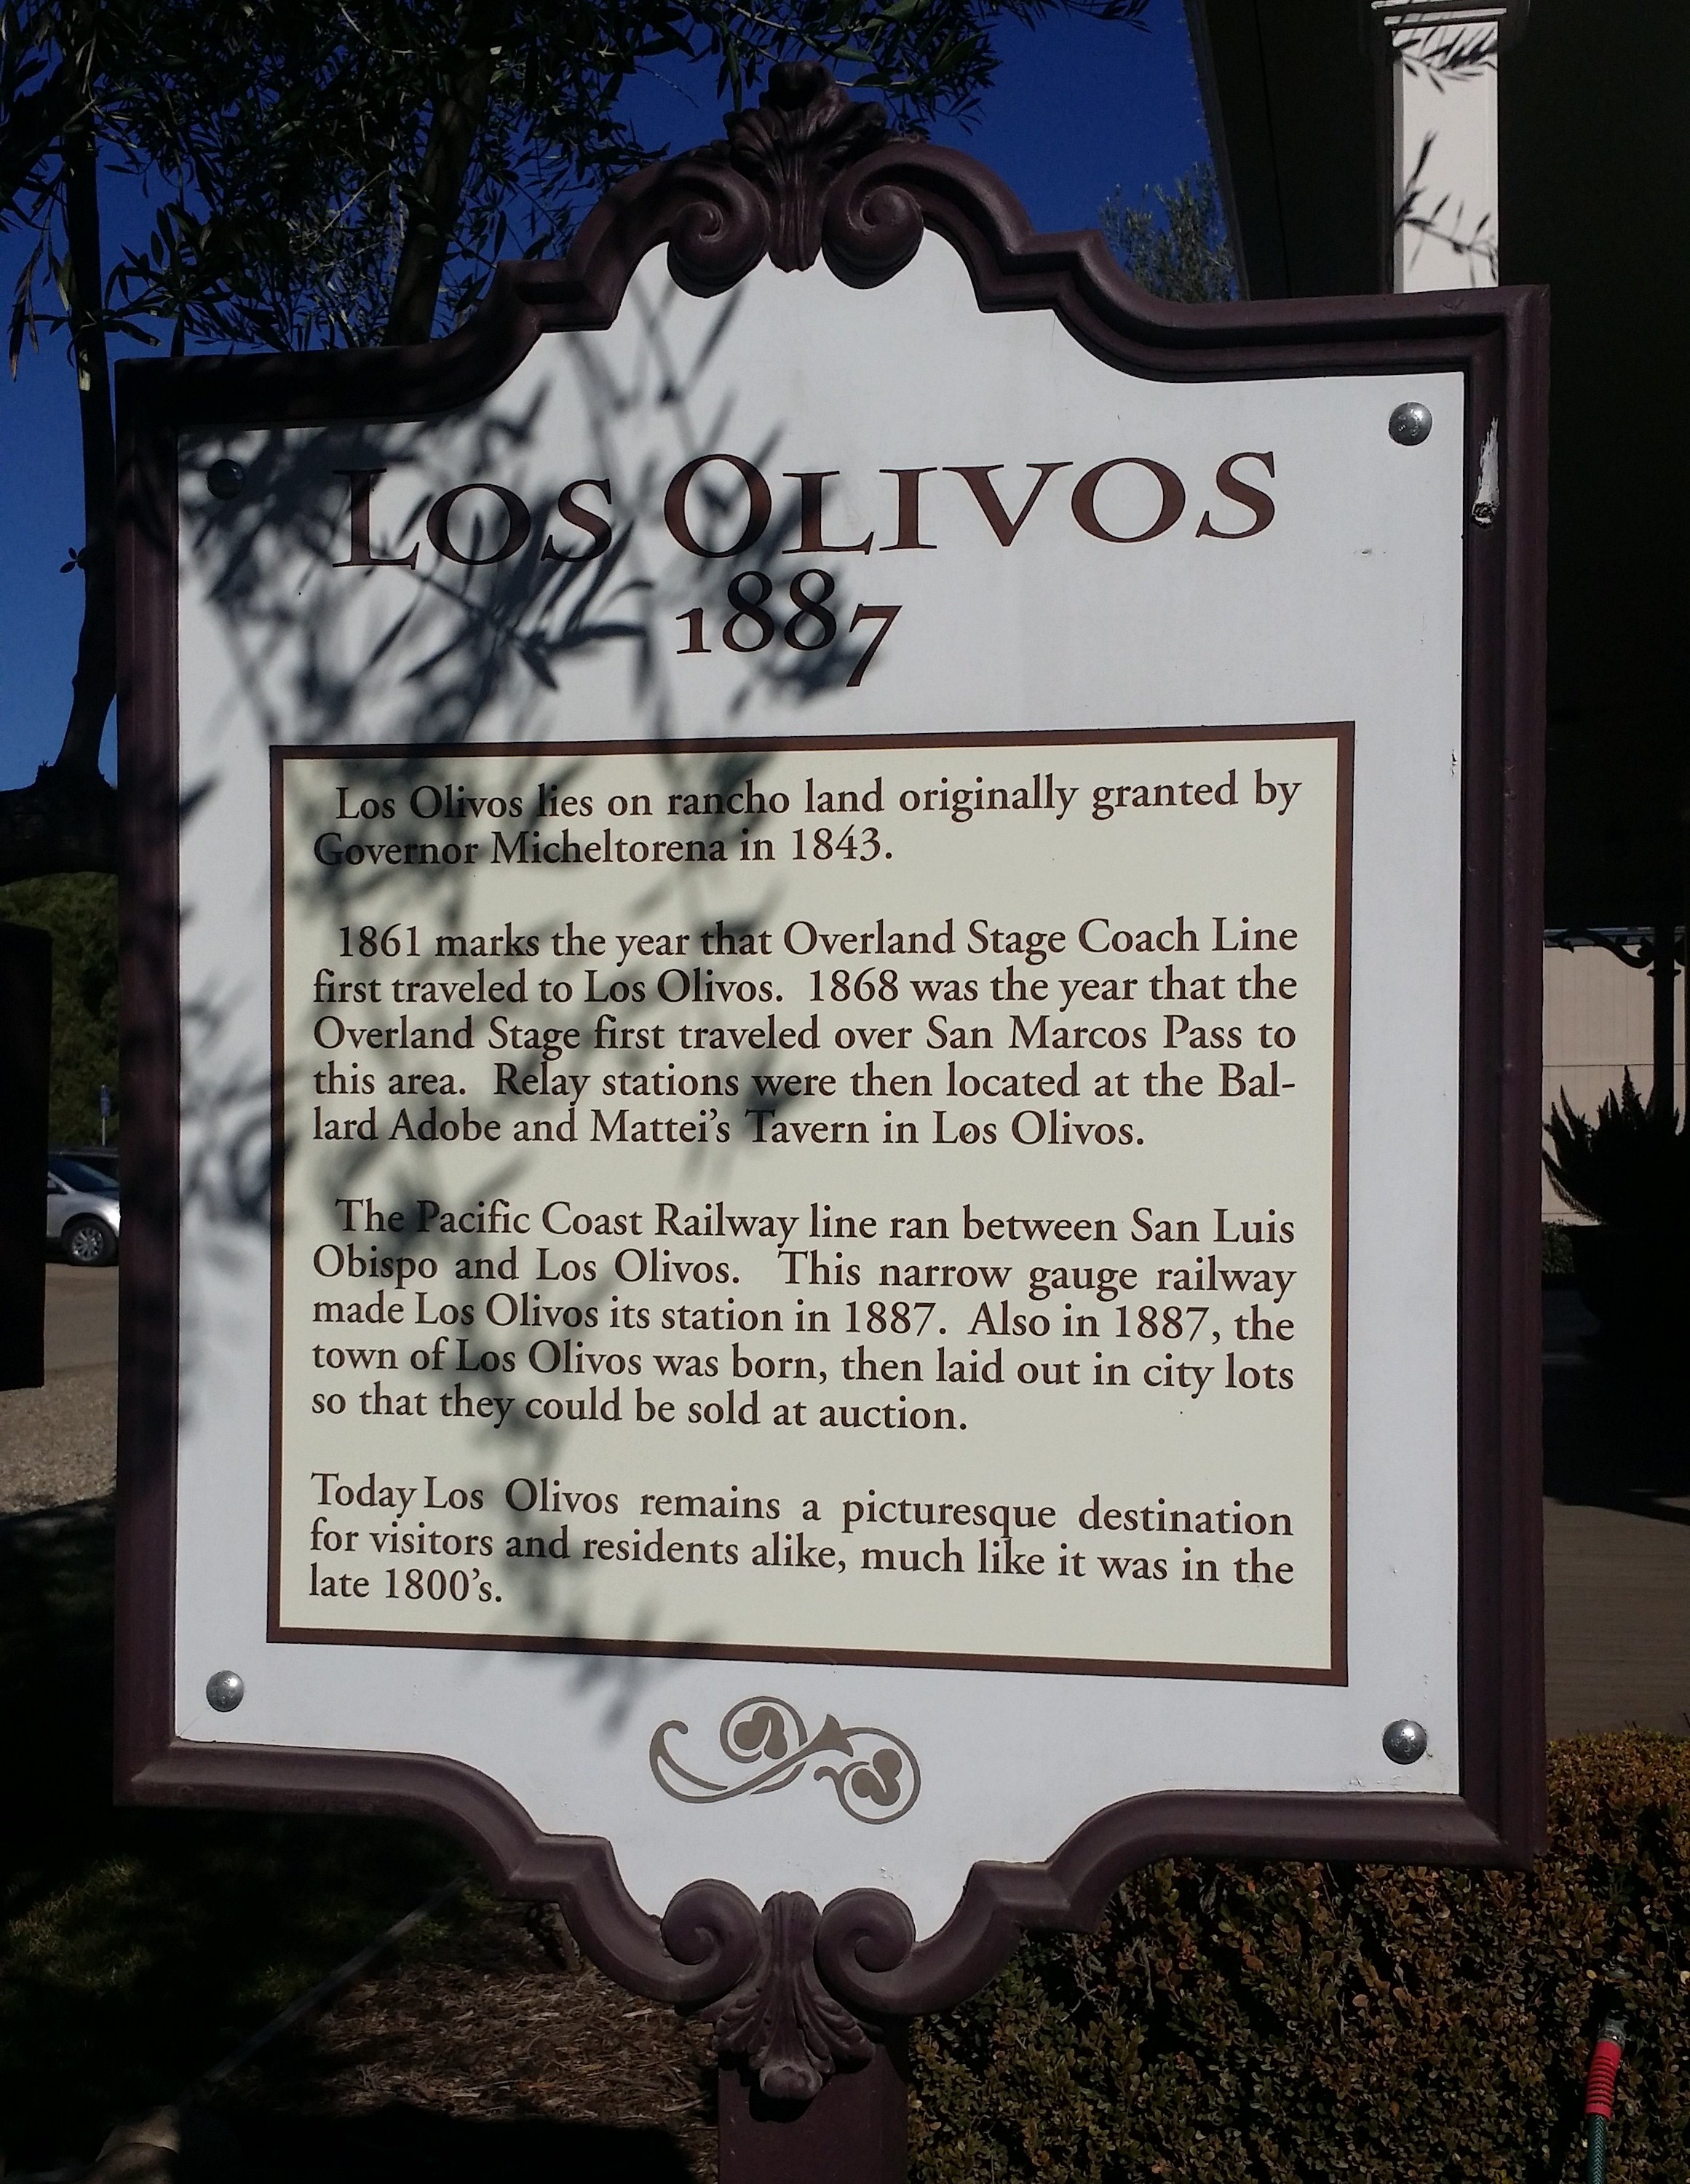 LOS OLIVOS
1887
Los Olivos lies on rancho land originally granted by
Governor Micheltorena in 1843.
1861 marks the year that Overland Stage Coach Line
first traveled to Los Olivos. 1868 was the year that the
Overland Stage first traveled over San Marcos Pass to
this area. Relay stations were then located at the Bal-
lard Adobe and Mattei's Tavern in Los Olivos.
The Pacific Coast Railway line ran between San Luis
Obispo and Los Olivos. This narrow gauge railway
made Los Olivos its station in 1887. Also in 1887, the
town of Los Olivos was born, then laid out in city lots
so that they could be sold at auction.
Today Los Olivos remains a picturesque destination
for visitors and residents alike, much like it was in the
late 1800's.